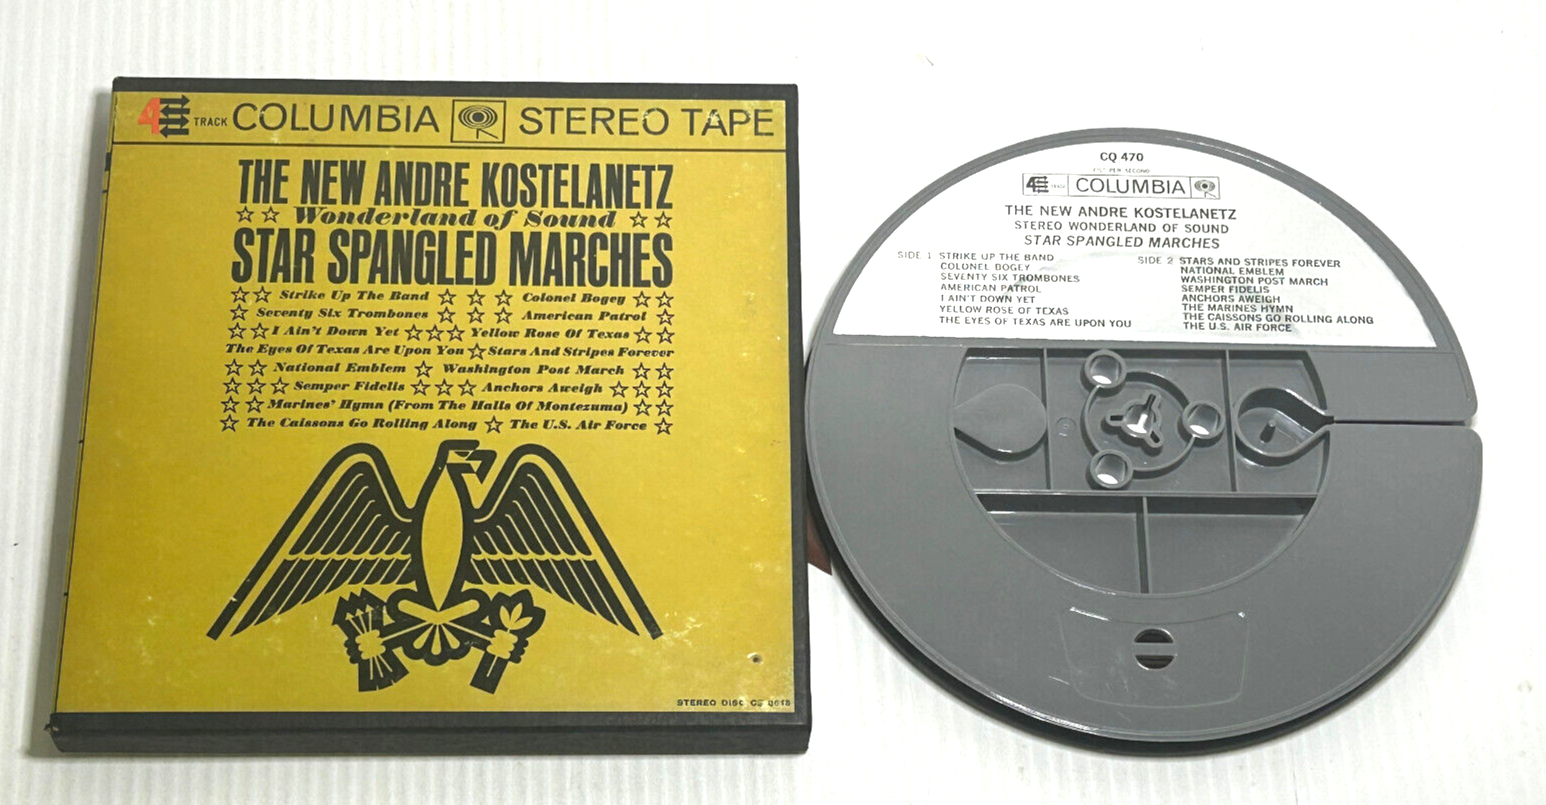 4 TRACK COLUMBIA STEREO TAPE
THE NEW ANDRE KOSTELANETZ
☆ ☆ Wonderland of Sound ☆ ☆
STAR SPANGLED MARCHES
☆ ☆ Strike Up The Band ☆ ☆ ☆ Colonel Bogey ☆ ☆
☆ Seventy Six Trombones ☆ ☆ ☆ American Patrol ☆
☆ ☆ I Ain't Down Yet ☆ ☆ ☆ Yellow Rose Of Texas ☆ ☆
The Eyes Of Texas Are Upon You ☆ Stars And Stripes Forever
☆ ☆ National Emblem ☆ Washington Post March ☆ ☆
☆ ☆ ☆ Semper Fidelis ☆ ☆ ☆ Anchors Aweigh ☆ ☆ ☆
☆ ☆ Marines' Hymn (From The Halls Of Montezuma) ☆ ☆
☆ The Caissons Go Rolling Along ☆ The U.S. Air Force ☆
STEREO DISC CS
CQ 470
PER SECOND
4 TRACK COLUMBIA
THE NEW ANDRE KOSTELANETZ
STEREO WONDERLAND OF SOUND
STAR SPANGLED MARCHES
SIDE 1 STRIKE UP THE BAND
COLONEL BOGEY
SEVENTY SIX TROMBONES
AMERICAN PATROL
I AIN'T DOWN YET
YELLOW ROSE OF TEXAS
THE EYES OF TEXAS ARE UPON YOU
SIDE 2 STARS AND STRIPES FOREVER
NATIONAL EMBLEM
WASHINGTON POST MARCH
SEMPER FIDELIS
ANCHORS AWEIGH
THE MARINES HYMN
THE CAISSONS GO ROLLING ALONG
THE U.S. AIR FORCE